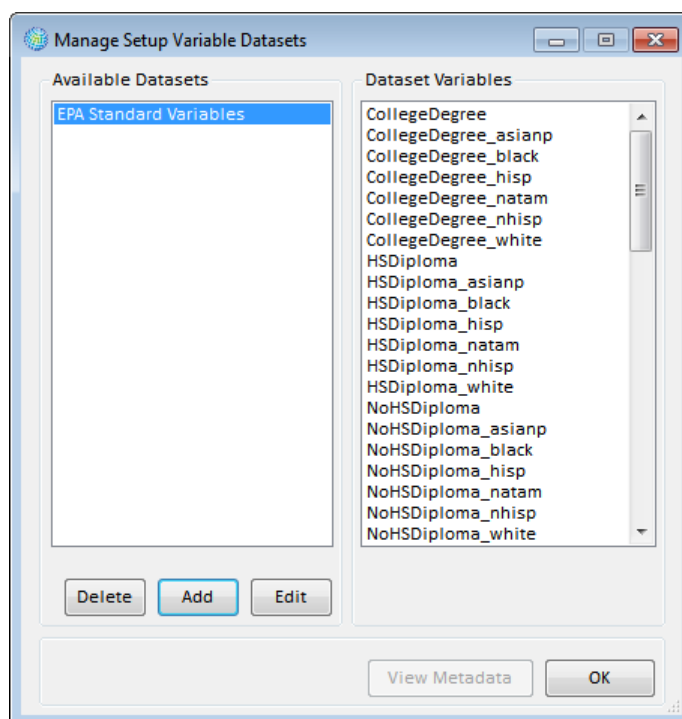 Manage Setup Variable Datasets
Available Datasets
EPA Standard Variables
Dataset Variables
CollegeDegree
CollegeDegree_asianp
CollegeDegree_black
CollegeDegree_hisp
CollegeDegree_natam
CollegeDegree_nhisp
CollegeDegree_white
HSDiploma
HSDiploma_asianp
HSDiploma_black
HSDiploma_hisp
HSDiploma_natam
HSDiploma_nhisp
HSDiploma_white
NoHSDiploma
NoHSDiploma_asianp
NoHSDiploma_black
NoHSDiploma_hisp
NoHSDiploma_natam
NoHSDiploma_nhisp
NoHSDiploma_white
Delete Add Edit
View Metadata OK